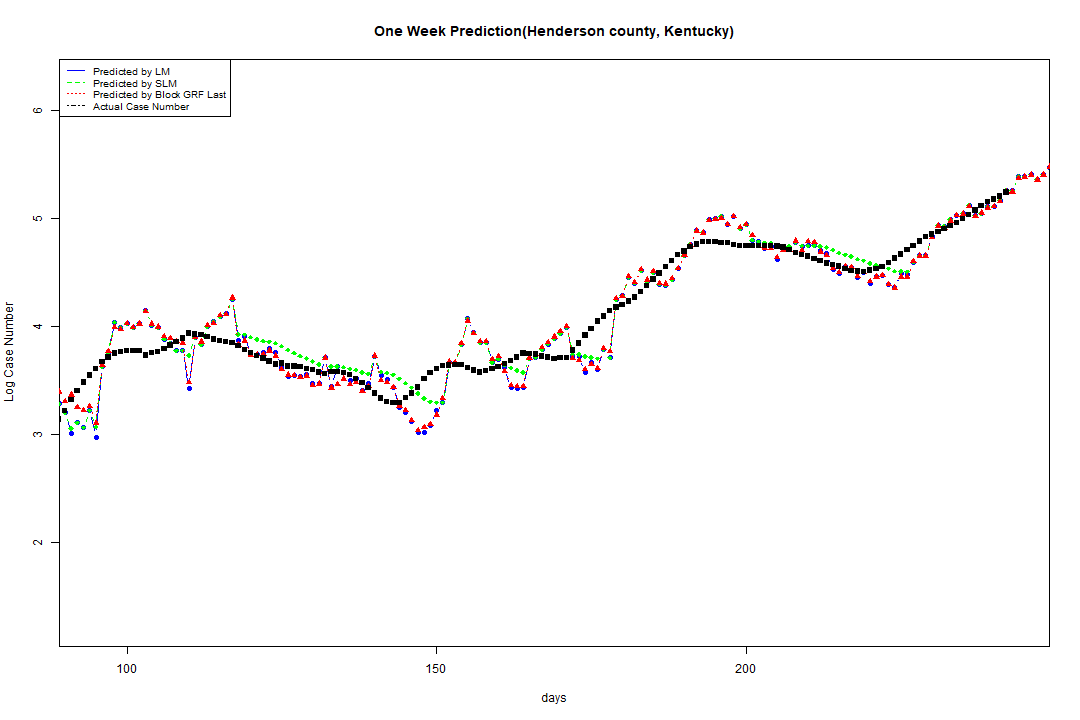 One Week Prediction(Henderson county, Kentucky)
Predicted by LM
Predicted by SLM
Predicted by Block GRF Last
Actual Case Number
6
5
4
3
2
Log Case Number
100
150
200
days